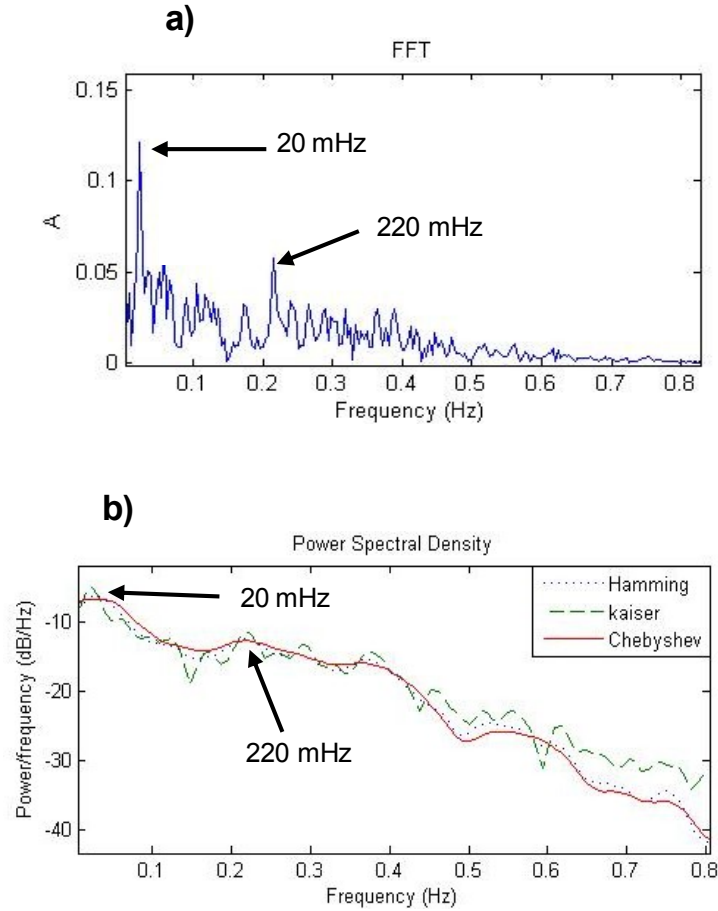 a)
FFT
0.15
0.1
0.05
0
A
20 mHz
220 mHz
0.1 0.2 0.3 0.4 0.5 0.6 0.7 0.8
Frequency (Hz)
b)
Power Spectral Density
-10
-20
-30
-40
Power/frequency (dB/Hz)
20 mHz
220 mHz
Hamming
kaiser
Chebyshev
0.1 0.2 0.3 0.4 0.5 0.6 0.7 0.8
Frequency (Hz)